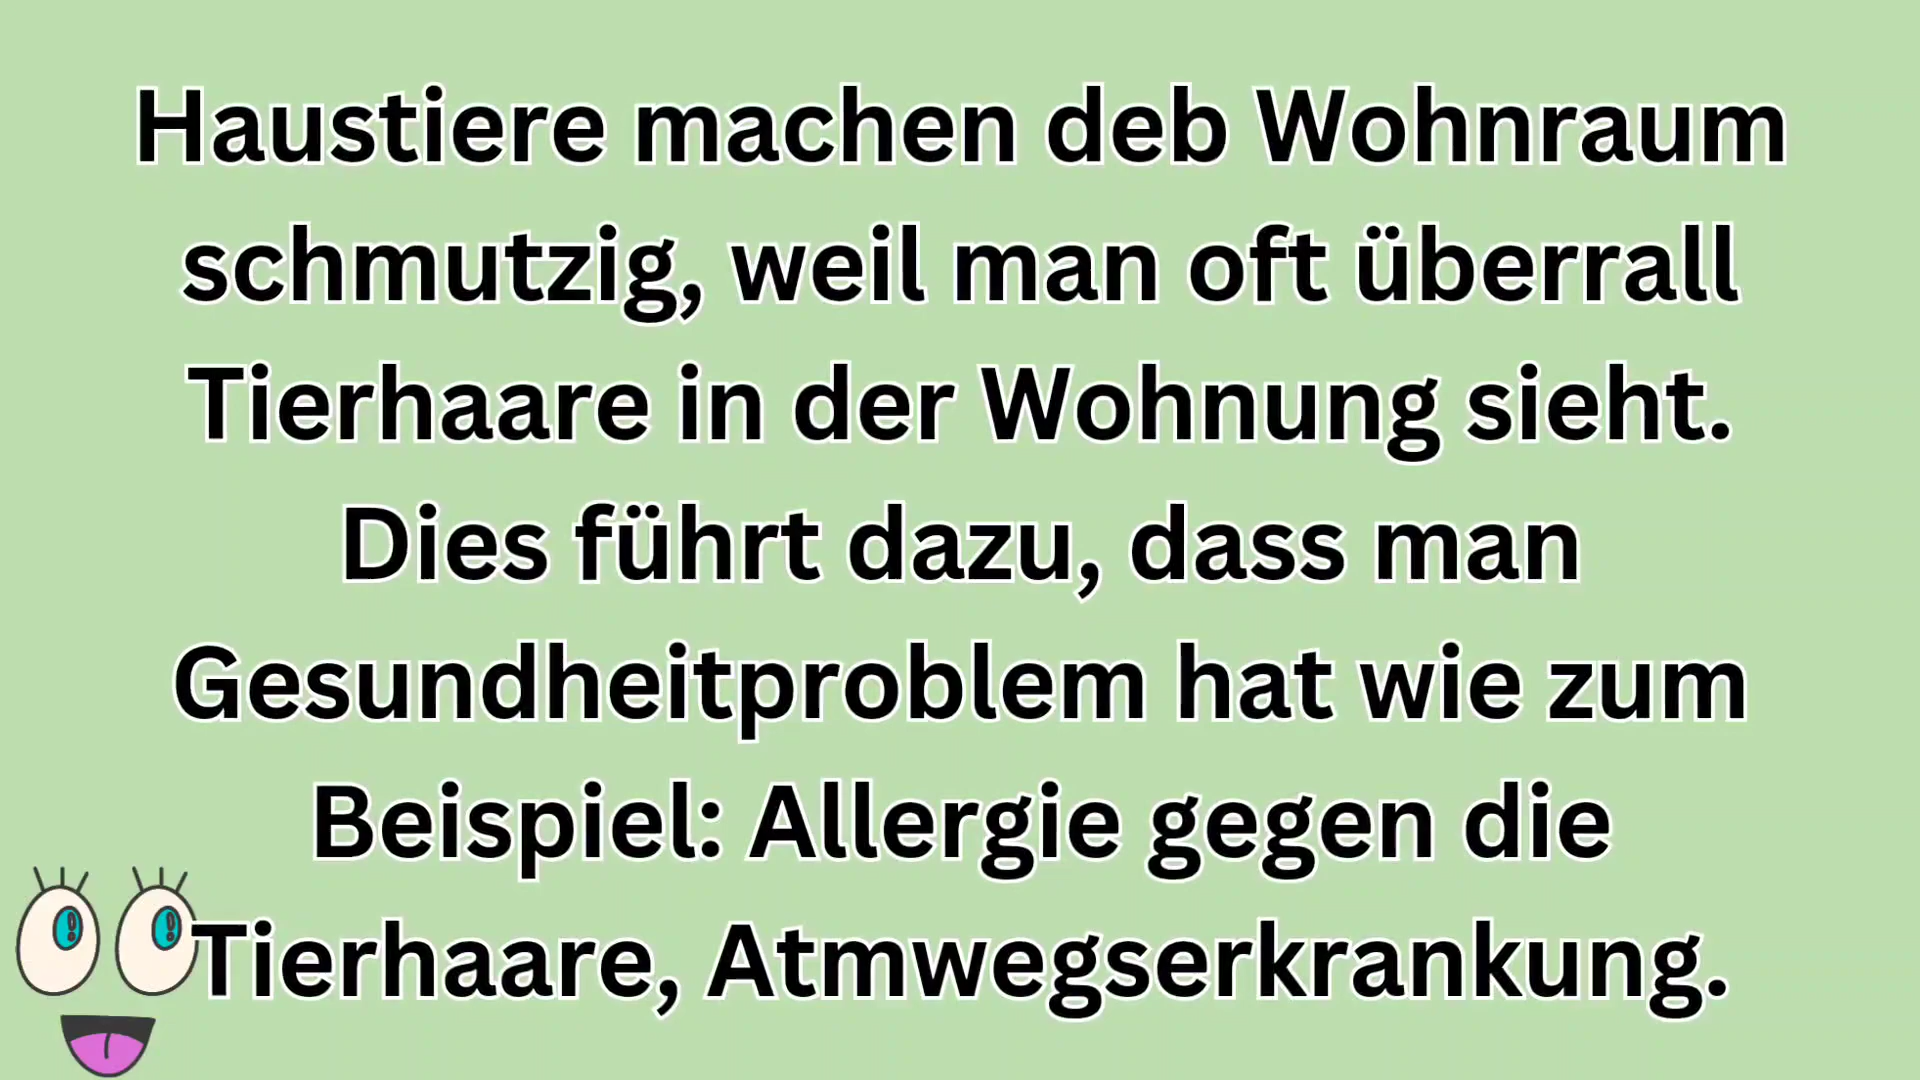 Haustiere machen deb Wohnraum
schmutzig, weil man oft überrall
Tierhaare in der Wohnung sieht.
Dies führt dazu, dass man
Gesundheitproblem hat wie zum
Beispiel: Allergie gegen die
Tierhaare, Atmwegserkrankung.